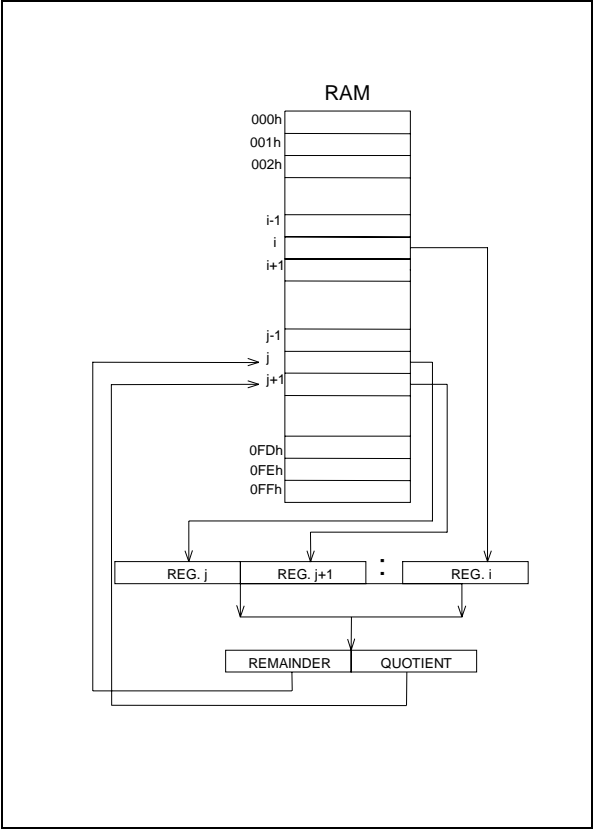 RAM
000h
001h
002h
i-1
i
i+1
j-1
j
j+1
0FDh
0FEh
0FFh
REG. j REG. j+1 : REG. i
REMAINDER QUOTIENT